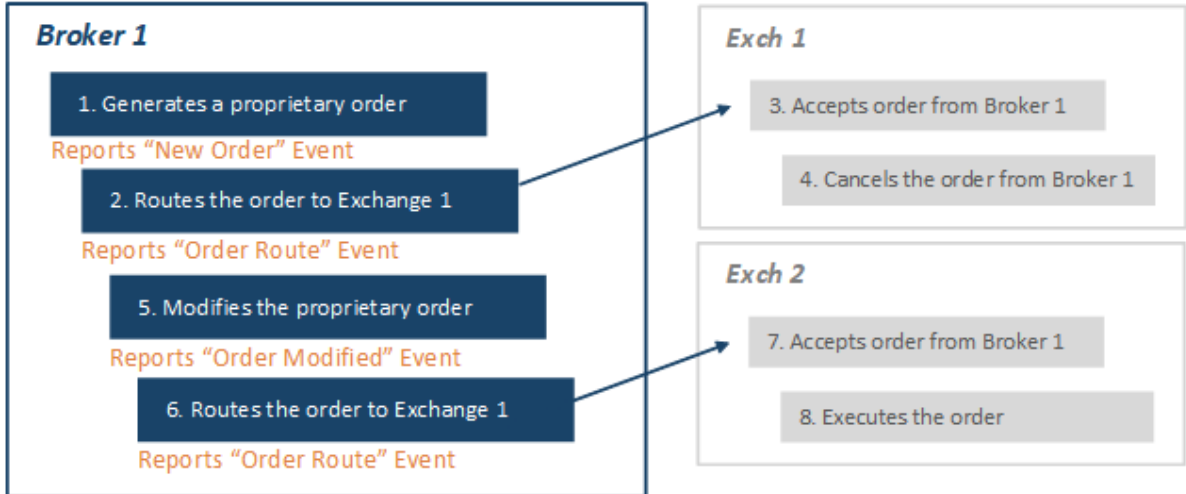 Broker 1
1. Generates a proprietary order
Reports “New Order” Event
2. Routes the order to Exchange 1
Reports “Order Route” Event
5. Modifies the proprietary order
Reports “Order Modified” Event
6. Routes the order to Exchange 1
Reports “Order Route” Event
Exch 1
3. Accepts order from Broker 1
4. Cancels the order from Broker 1
Exch 2
7. Accepts order from Broker 1
8. Executes the order